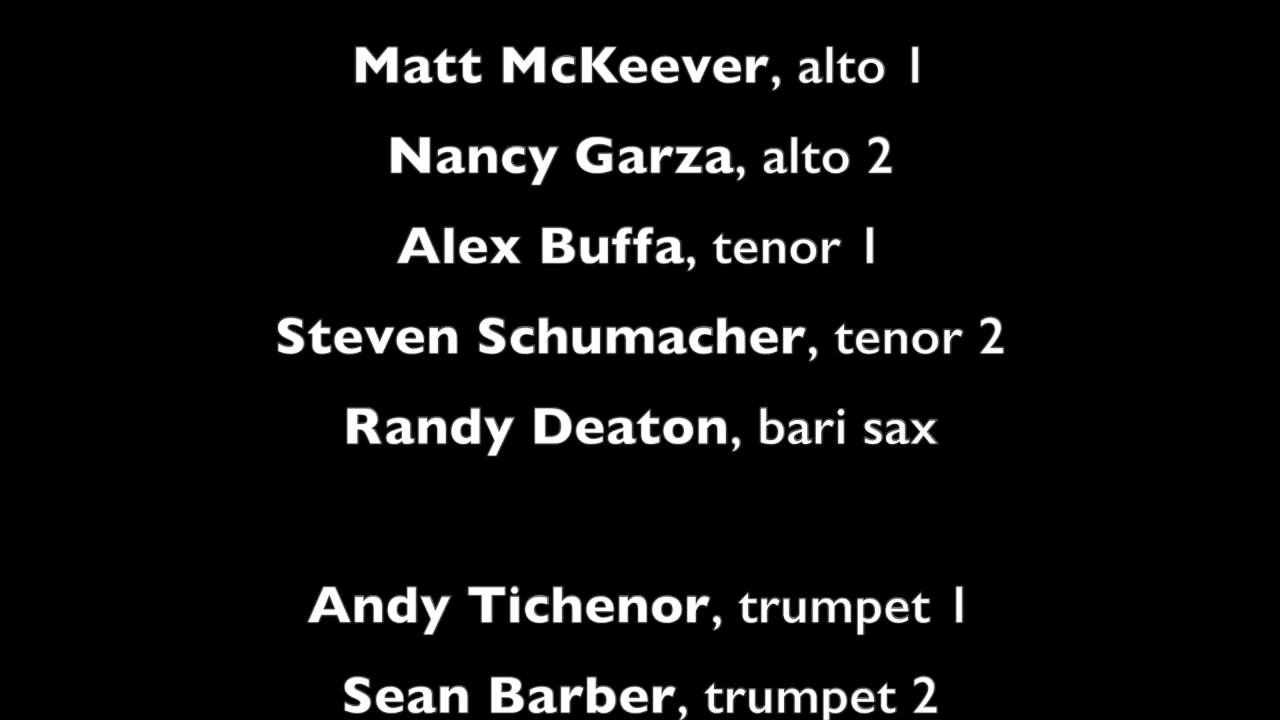 Matt McKeever, alto 1
Nancy Garza, alto 2
Alex Buffa, tenor 1
Steven Schumacher, tenor 2
Randy Deaton, bari sax
Andy Tichenor, trumpet 1
Sean Barber, trumpet 2